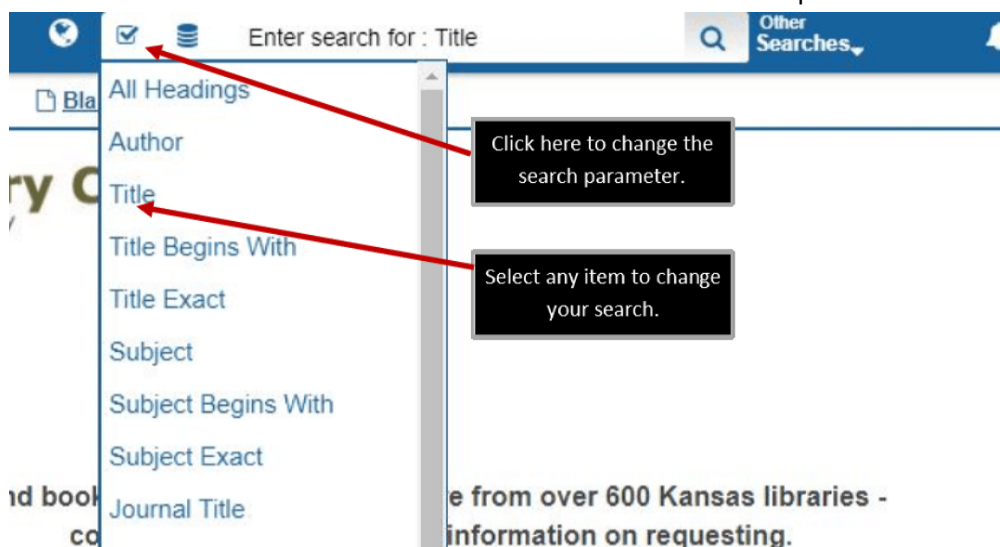 Enter search for : Title
Other
Searches
Bla
All Headings
Author
Title
Title Begins With
Title Exact
Subject
Subject Begins With
Subject Exact
Journal Title
Click here to change the
search parameter.
Select any item to change
your search.
ry C
y
nd book
e from over 600 Kansas libraries -
co
information on requesting.